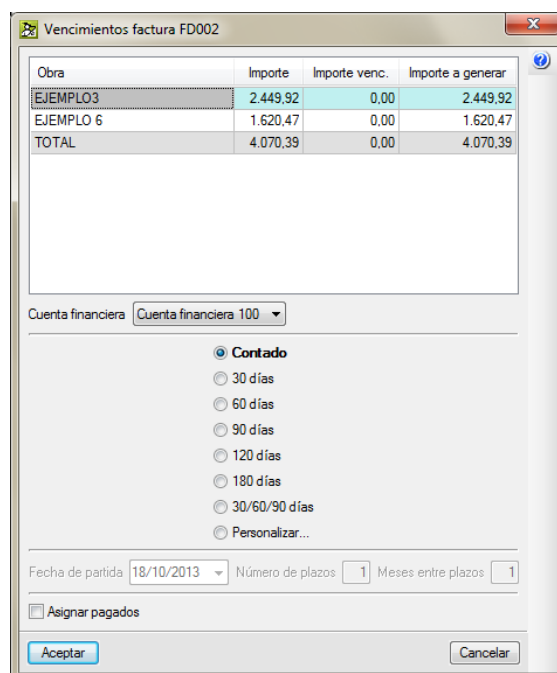 Vencimientos factura FD002
Obra Importe Importe venc. Importe a generar
EJEMPLO3 2.449,92 0,00 2.449,92
EJEMPLO 6 1.620,47 0,00 1.620,47
TOTAL 4.070,39 0,00 4.070,39
Cuenta financiera Cuenta financiera 100
Contado
30 días
60 días
90 días
120 días
180 días
30/60/90 días
Personalizar...
Fecha de partida 18/10/2013 Número de plazos 1 Meses entre plazos 1
Asignar pagados
Aceptar Cancelar